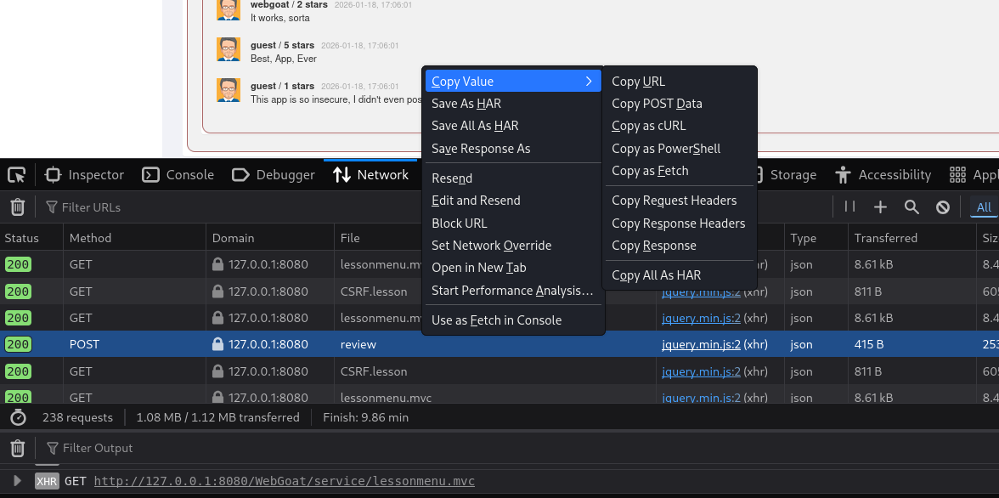 webgoat / 2 stars 2026-01-18, 17:06:01
It works, sorta
guest / 5 stars 2026-01-18, 17:06:01
Best, App, Ever
guest / 1 stars 2026-01-18, 17:06:01
This app is so insecure, I didn't even pos
Copy Value
Save As HAR
Save All As HAR
Save Response As
Resend
Edit and Resend
Block URL
Set Network Override
Open in New Tab
Start Performance Analysis…
Use as Fetch in Console
Copy URL
Copy POST Data
Copy as cURL
Copy as PowerShell
Copy as Fetch
Copy Request Headers
Copy Response Headers
Copy Response
Copy All As HAR
Inspector Console Debugger Network Storage Accessibility Appl
Filter URLs All
Status Method Domain File Type Transferred Siz
200 GET 127.0.0.1:8080 lessonmenu.mv (xhr) json 8.61 kB 8.4
200 GET 127.0.0.1:8080 CSRF.lesson jquery.min.js:2 (xhr) json 811 B 605
200 GET 127.0.0.1:8080 lessonmenu.mv jquery.min.js:2 (xhr) json 8.61 kB 8.4
200 POST 127.0.0.1:8080 review jquery.min.js:2 (xhr) json 415 B 253
200 GET 127.0.0.1:8080 CSRF.lesson jquery.min.js:2 (xhr) json 811 B 605
200 GET 127.0.0.1:8080 lessonmenu.mvc jquery.min.js:2 (xhr) json 8.61 kB 8.4
238 requests 1.08 MB / 1.12 MB transferred Finish: 9.86 min
Filter Output
XHR GET http://127.0.0.1:8080/WebGoat/service/lessonmenu.mvc